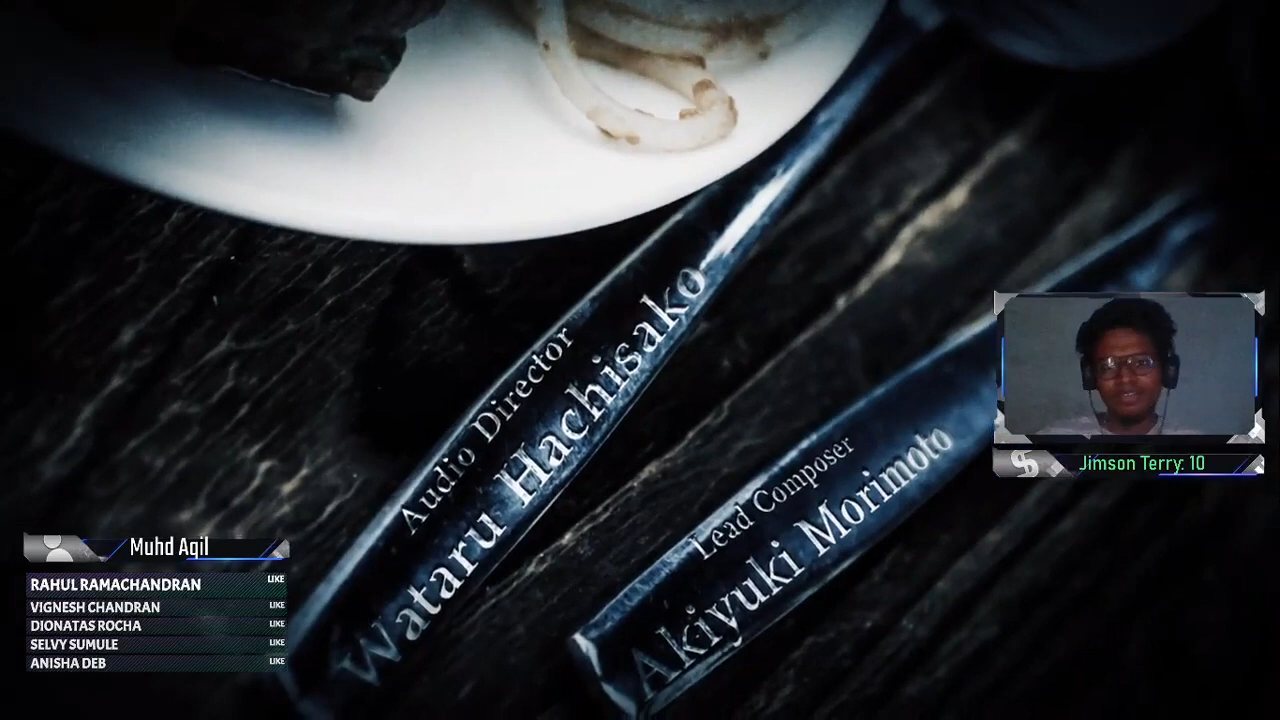 Audio Director
Wataru Hachisako
Lead Composer
Akiyuki Morimoto
Jimson Terry: 10
Muhd Aqil
RAHUL RAMACHANDRAN LIKE
VIGNESH CHANDRAN LIKE
DIONATAS ROCHA LIKE
SELVY SUMULE LIKE
ANISHA DEB LIKE